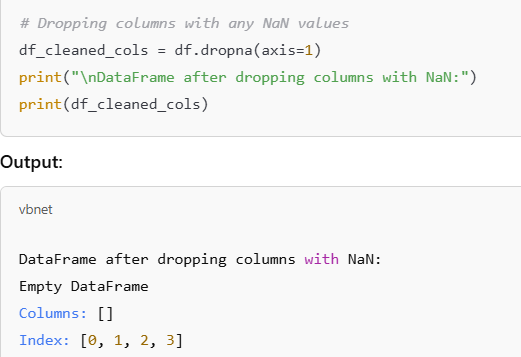 # Dropping columns with any NaN values
df_cleaned_cols = df.dropna(axis=1)
print("\nDataFrame after dropping columns with NaN:")
print(df_cleaned_cols)
Output:
vbnet
DataFrame after dropping columns with NaN:
Empty DataFrame
Columns: []
Index: [0, 1, 2, 3]